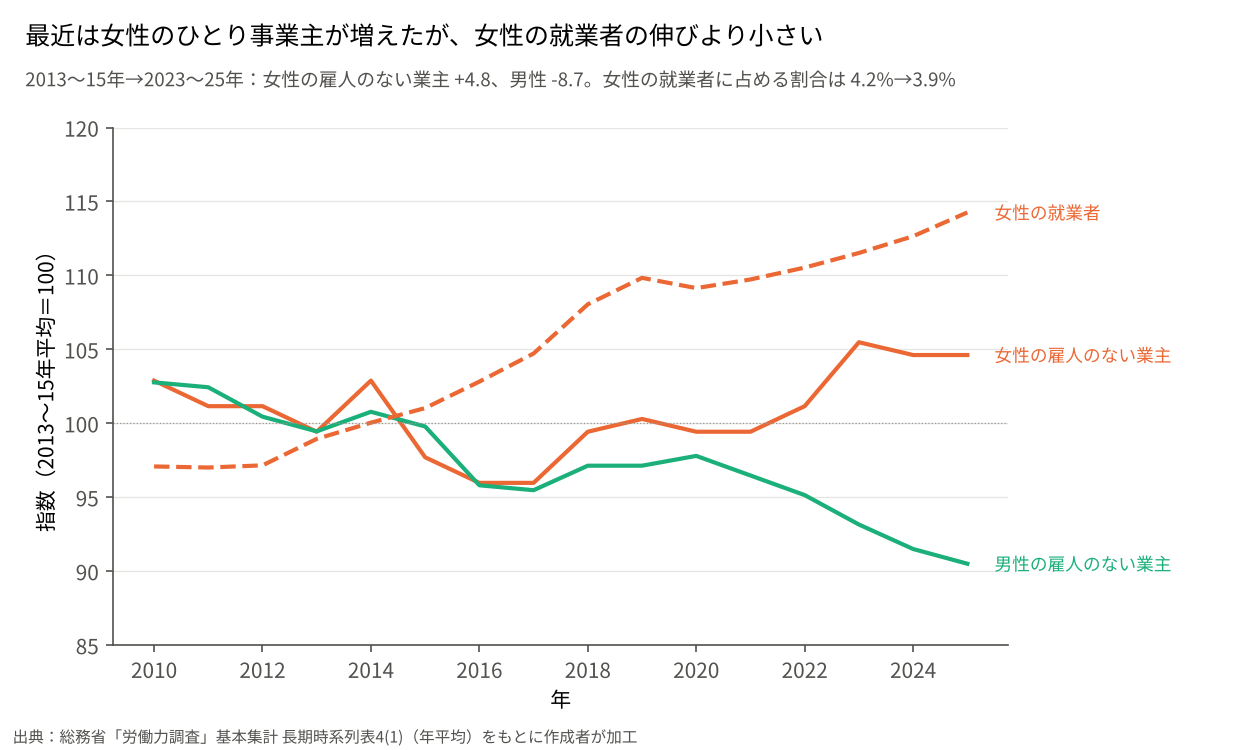 最近は女性のひとり事業主が増えたが、女性の就業者の伸びより小さい
2013～15年→2023～25年：女性の雇人のない業主 +4.8、男性 -8.7。女性の就業者に占める割合は 4.2%→3.9%
指数（2013～15年平均＝100）
120
115
110
105
100
95
90
85
女性の就業者
女性の雇人のない業主
男性の雇人のない業主
2010
2012
2014
2016
2018
2020
2022
2024
年
出典：総務省「労働力調査」基本集計 長期時系列表4(1)（年平均）をもとに作成者が加工